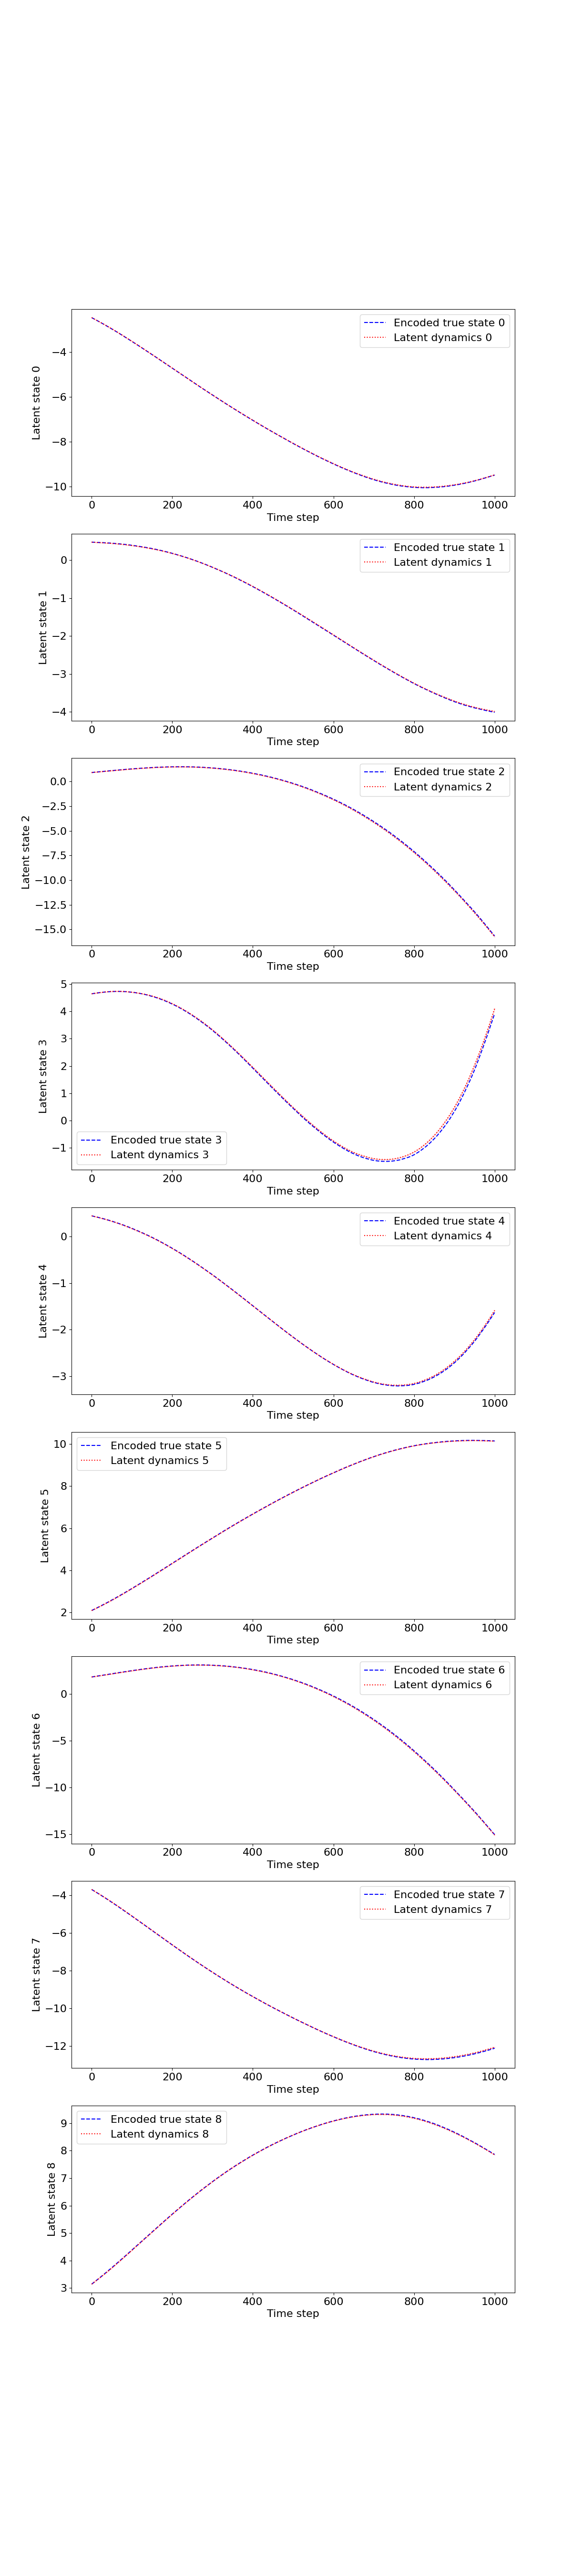 Encoded true state 0
Latent dynamics 0
−4
−6
−8
−10
Latent state 0
0 200 400 600 800 1000
Time step
Encoded true state 1
Latent dynamics 1
0
−1
−2
−3
−4
Latent state 1
0 200 400 600 800 1000
Time step
Encoded true state 2
Latent dynamics 2
0.0
−2.5
−5.0
−7.5
−10.0
−12.5
−15.0
Latent state 2
0 200 400 600 800 1000
Time step
5
4
3
2
1
0
−1
Latent state 3
Encoded true state 3
Latent dynamics 3
0 200 400 600 800 1000
Time step
Encoded true state 4
Latent dynamics 4
0
−1
−2
−3
Latent state 4
0 200 400 600 800 1000
Time step
Encoded true state 5
Latent dynamics 5
10
8
6
4
2
Latent state 5
0 200 400 600 800 1000
Time step
Encoded true state 6
Latent dynamics 6
0
−5
−10
−15
Latent state 6
0 200 400 600 800 1000
Time step
Encoded true state 7
Latent dynamics 7
−4
−6
−8
−10
−12
Latent state 7
0 200 400 600 800 1000
Time step
Encoded true state 8
Latent dynamics 8
9
8
7
6
5
4
3
Latent state 8
0 200 400 600 800 1000
Time step